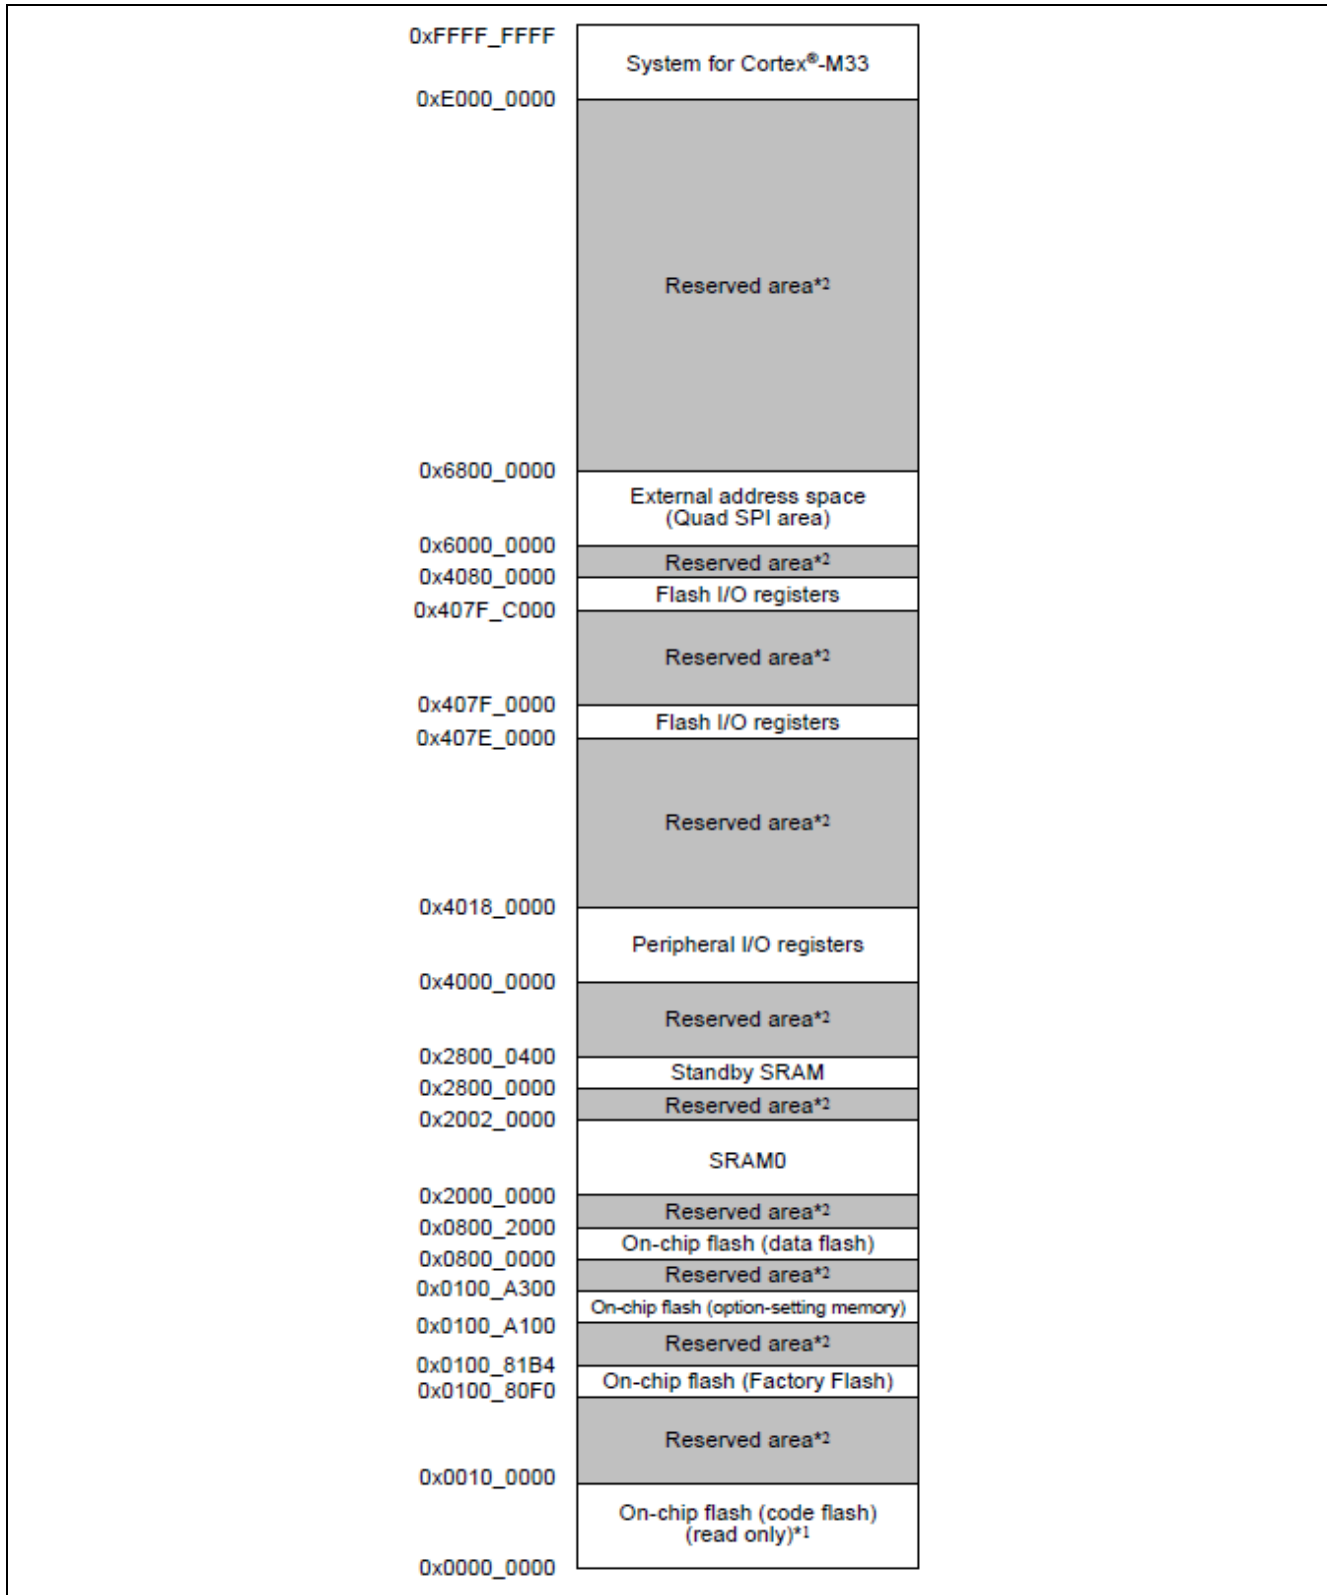 0xFFFF_FFFF
System for Cortex®-M33
0xE000_0000
Reserved area*2
0x6800_0000
External address space
(Quad SPI area)
0x6000_0000
Reserved area*2
0x4080_0000
Flash I/O registers
0x407F_C000
Reserved area*2
0x407F_0000
Flash I/O registers
0x407E_0000
Reserved area*2
0x4018_0000
Peripheral I/O registers
0x4000_0000
Reserved area*2
0x2800_0400
Standby SRAM
0x2800_0000
Reserved area*2
0x2002_0000
SRAM0
0x2000_0000
Reserved area*2
0x0800_2000
On-chip flash (data flash)
0x0800_0000
Reserved area*2
0x0100_A300
On-chip flash (option-setting memory)
0x0100_A100
Reserved area*2
0x0100_81B4
On-chip flash (Factory Flash)
0x0100_80F0
Reserved area*2
0x0010_0000
On-chip flash (code flash)
(read only)*1
0x0000_0000